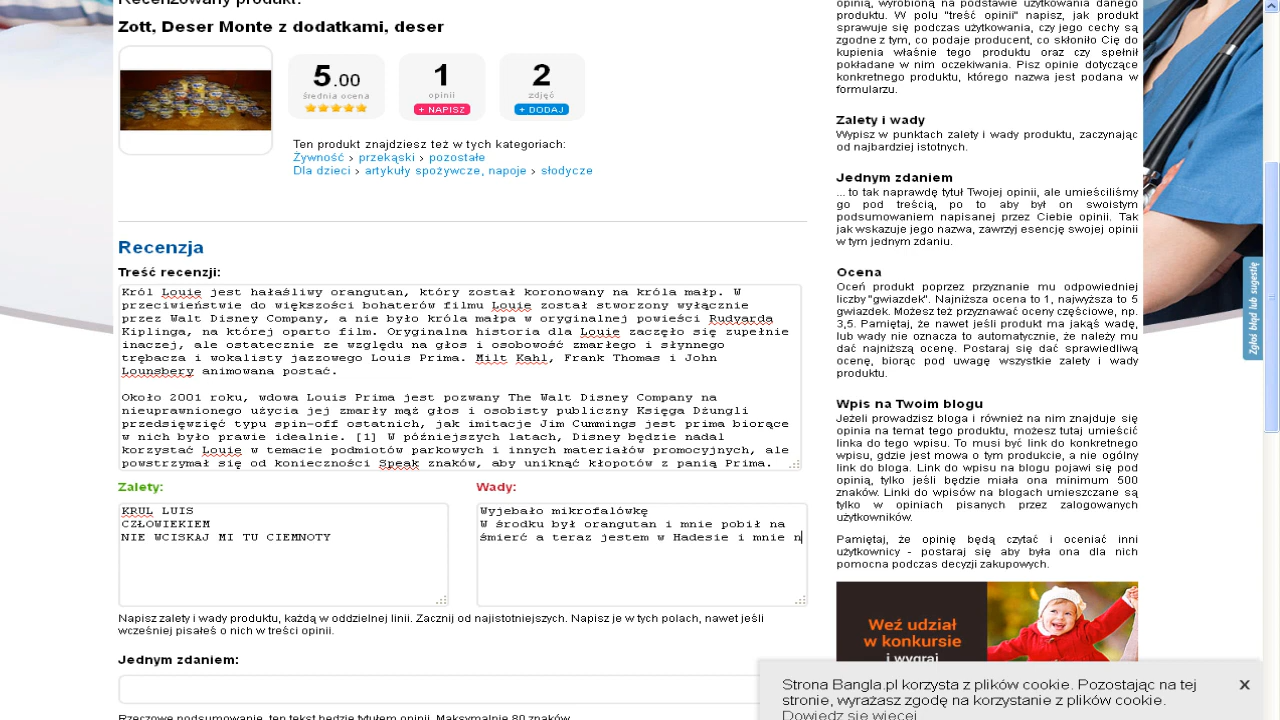 Recenzowany produkt:
Zott, Deser Monte z dodatkami, deser
5.00
średnia ocena
1
opinii
+ NAPISZ
2
zdjęć
+ DODAJ
Ten produkt znajdziesz też w tych kategoriach:
Żywność › przekąski › pozostałe
Dla dzieci › artykuły spożywcze, napoje › słodycze
Recenzja
Treść recenzji:
Król Louie jest hałaśliwy orangutan, który został koronowany na króla małp. W
przeciwieństwie do większości bohaterów filmu Louie został stworzony wyłącznie
przez Walt Disney Company, a nie było króla małpa w oryginalnej powieści Rudyarda
Kiplinga, na której oparto film. Oryginalna historia dla Louie zaczęło się zupełnie
inaczej, ale ostatecznie ze względu na głos i osobowość zmarłego i słynnego
trębacza i wokalisty jazzowego Louis Prima. Milt Kahl, Frank Thomas i John
Lounsbery animowana postać.
Około 2001 roku, wdowa Louis Prima jest pozwany The Walt Disney Company na
nieuprawnionego użycia jej zmarły mąż głos i osobisty publiczny Księga Dżungli
przedsięwzięć typu spin-off ostatnich, jak imitacje Jim Cummings jest prima biorące
w nich było prawie idealnie. [1] W późniejszych latach, Disney będzie nadal
korzystać Louie w temacie podmiotów parkowych i innych materiałów promocyjnych, ale
powstrzymał się od konieczności Speak znaków, aby uniknąć kłopotów z panią Prima.
Zalety:
KRUL LUIS
CZŁOWIEKIEM
NIE WCISKAJ MI TU CIEMNOTY
Wady:
Wyjebało mikrofalówkę
W środku był orangutan i mnie pobił na
śmierć a teraz jestem w Hadesie i mnie n
Napisz zalety i wady produktu, każdą w oddzielnej linii. Zacznij od najistotniejszych. Napisz je w tych polach, nawet jeśli
wcześniej pisałeś o nich w treści opinii.
Jednym zdaniem:
Rzeczowe podsumowanie, ten tekst będzie tytułem opinii. Maksymalnie 80 znaków.
opinią, wyrobioną na podstawie użytkowania danego
produktu. W polu "treść opinii" napisz, jak produkt
sprawuje się podczas użytkowania, czy jego cechy są
zgodne z tym, co podaje producent, co skłoniło Cię do
kupienia właśnie tego produktu oraz czy spełnił
pokładane w nim oczekiwania. Pisz opinie dotyczące
konkretnego produktu, którego nazwa jest podana w
formularzu.
Zalety i wady
Wypisz w punktach zalety i wady produktu, zaczynając
od najbardziej istotnych.
Jednym zdaniem
... to tak naprawdę tytuł Twojej opinii, ale umieściliśmy
go pod treścią, po to aby był on swoistym
podsumowaniem napisanej przez Ciebie opinii. Tak
jak wskazuje jego nazwa, zawrzyj esencję swojej opinii
w tym jednym zdaniu.
Ocena
Oceń produkt poprzez przyznanie mu odpowiedniej
liczby "gwiazdek". Najniższa ocena to 1, najwyższa to 5
gwiazdek. Możesz też przyznawać oceny częściowe, np.
3,5. Pamiętaj, że nawet jeśli produkt ma jakąś wadę,
lub wady nie oznacza to automatycznie, że należy mu
dać najniższą ocenę. Postaraj się dać sprawiedliwą
ocenę, biorąc pod uwagę wszystkie zalety i wady
produktu.
Wpis na Twoim blogu
Jeżeli prowadzisz bloga i również na nim znajduje się
opinia na temat tego produktu, możesz tutaj umieścić
linka do tego wpisu. To musi być link do konkretnego
wpisu, gdzie jest mowa o tym produkcie, a nie ogólny
link do bloga. Link do wpisu na blogu pojawi się pod
opinią, tylko jeśli będzie miała ona minimum 500
znaków. Linki do wpisów na blogach umieszczane są
tylko w opiniach pisanych przez zalogowanych
użytkowników.
Pamiętaj, że opinię będą czytać i oceniać inni
użytkownicy - postaraj się aby była ona dla nich
pomocna podczas decyzji zakupowych.
Weź udział
w konkursie
i wygraj
Zgłoś błąd lub sugestię
Strona Bangla.pl korzysta z plików cookie. Pozostając na tej
stronie, wyrażasz zgodę na korzystanie z plików cookie.
Dowiedz się więcej
X